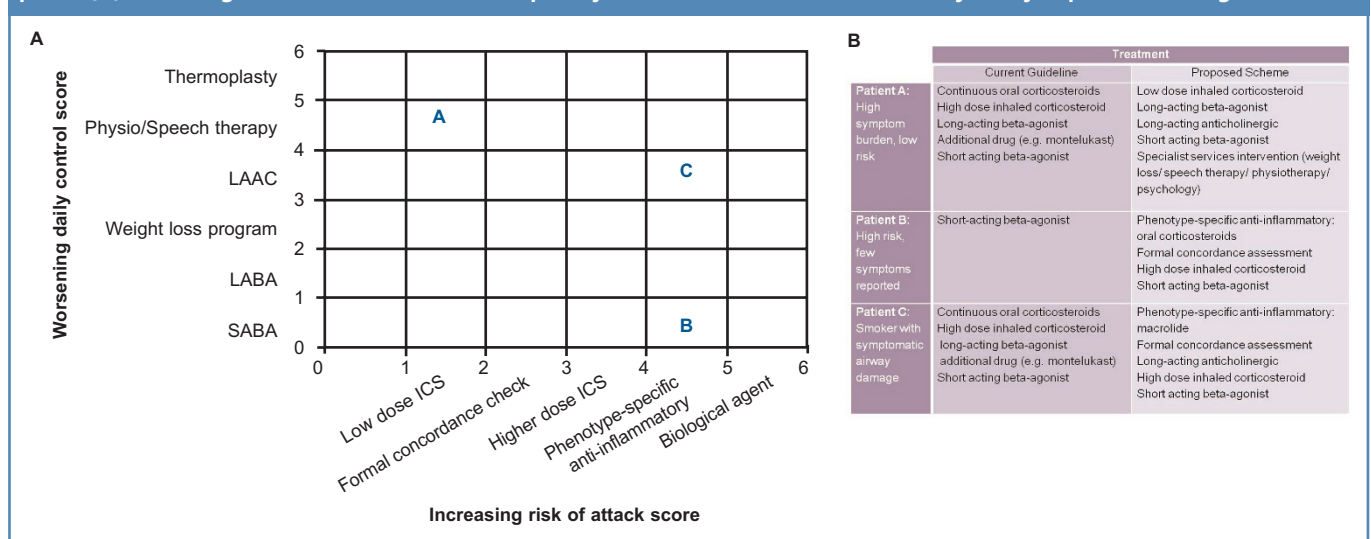 A
Worsening daily control score
6
Thermoplasty
5
Physio/Speech therapy
A
4
LAAC
C
3
Weight loss program
2
LABA
1
SABA
B
0
0 1 2 3 4 5 6
Low dose ICS
Formal concordance check
Higher dose ICS
Phenotype-specific
anti-inflammatory
Biological agent
Increasing risk of attack score
B
Treatment
Current Guideline
Proposed Scheme
Patient A:
High
symptom
burden, low
risk
Continuous oral corticosteroids
High dose inhaled corticosteroid
Long-acting beta-agonist
Additional drug (e.g. montelukast)
Short acting beta-agonist
Low dose inhaled corticosteroid
Long-acting beta-agonist
Long-acting anticholinergic
Short acting beta-agonist
Specialist services intervention (weight
loss/ speech therapy/ physiotherapy/
psychology)
Patient B:
High risk,
few
symptoms
reported
Short-acting beta-agonist
Phenotype-specific anti-inflammatory:
oral corticosteroids
Formal concordance assessment
High dose inhaled corticosteroid
Short acting beta-agonist
Patient C:
Smoker with
symptomatic
airway
damage
Continuous oral corticosteroids
High dose inhaled corticosteroid
long-acting beta-agonist
additional drug (e.g. montelukast)
Short acting beta-agonist
Phenotype-specific anti-inflammatory:
macrolide
Formal concordance assessment
Long-acting anticholinergic
High dose inhaled corticosteroid
Short acting beta-agonist